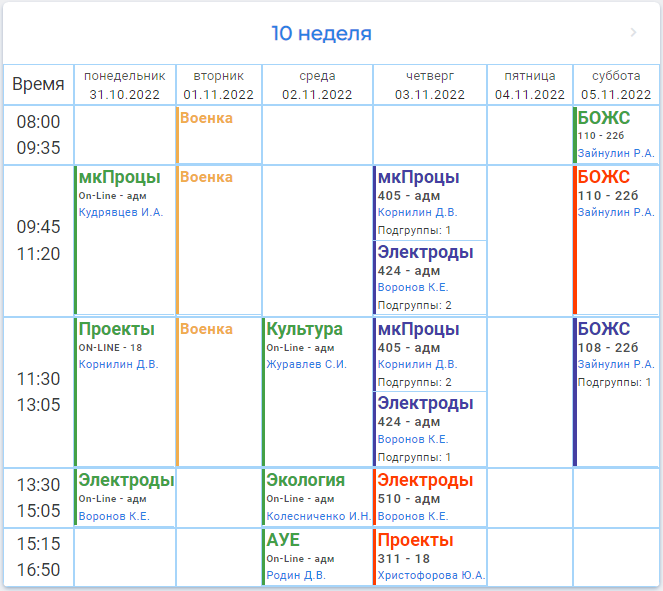 10 неделя
Время
понедельник
31.10.2022
вторник
01.11.2022
среда
02.11.2022
четверг
03.11.2022
пятница
04.11.2022
суббота
05.11.2022
08:00
09:35
Военка
БОЖС
110 - 22б
Зайнулин Р.А.
09:45
11:20
мкПроцы
On-Line - адм
Кудрявцев И.А.
Военка
мкПроцы
405 - адм
Корнилин Д.В.
Подгруппы: 1
Электроды
424 - адм
Воронов К.Е.
Подгруппы: 2
БОЖС
110 - 22б
Зайнулин Р.А.
11:30
13:05
Проекты
ON-LINE - 18
Корнилин Д.В.
Военка
Культура
On-Line - адм
Журавлев С.И.
мкПроцы
405 - адм
Корнилин Д.В.
Подгруппы: 2
Электроды
424 - адм
Воронов К.Е.
Подгруппы: 1
БОЖС
108 - 22б
Зайнулин Р.А.
Подгруппы: 1
13:30
15:05
Электроды
On-Line - адм
Воронов К.Е.
Экология
On-Line - адм
Колесниченко И.Н.
Электроды
510 - адм
Воронов К.Е.
15:15
16:50
АУЕ
On-Line - адм
Родин Д.В.
Проекты
311 - 18
Христофорова Ю.А.